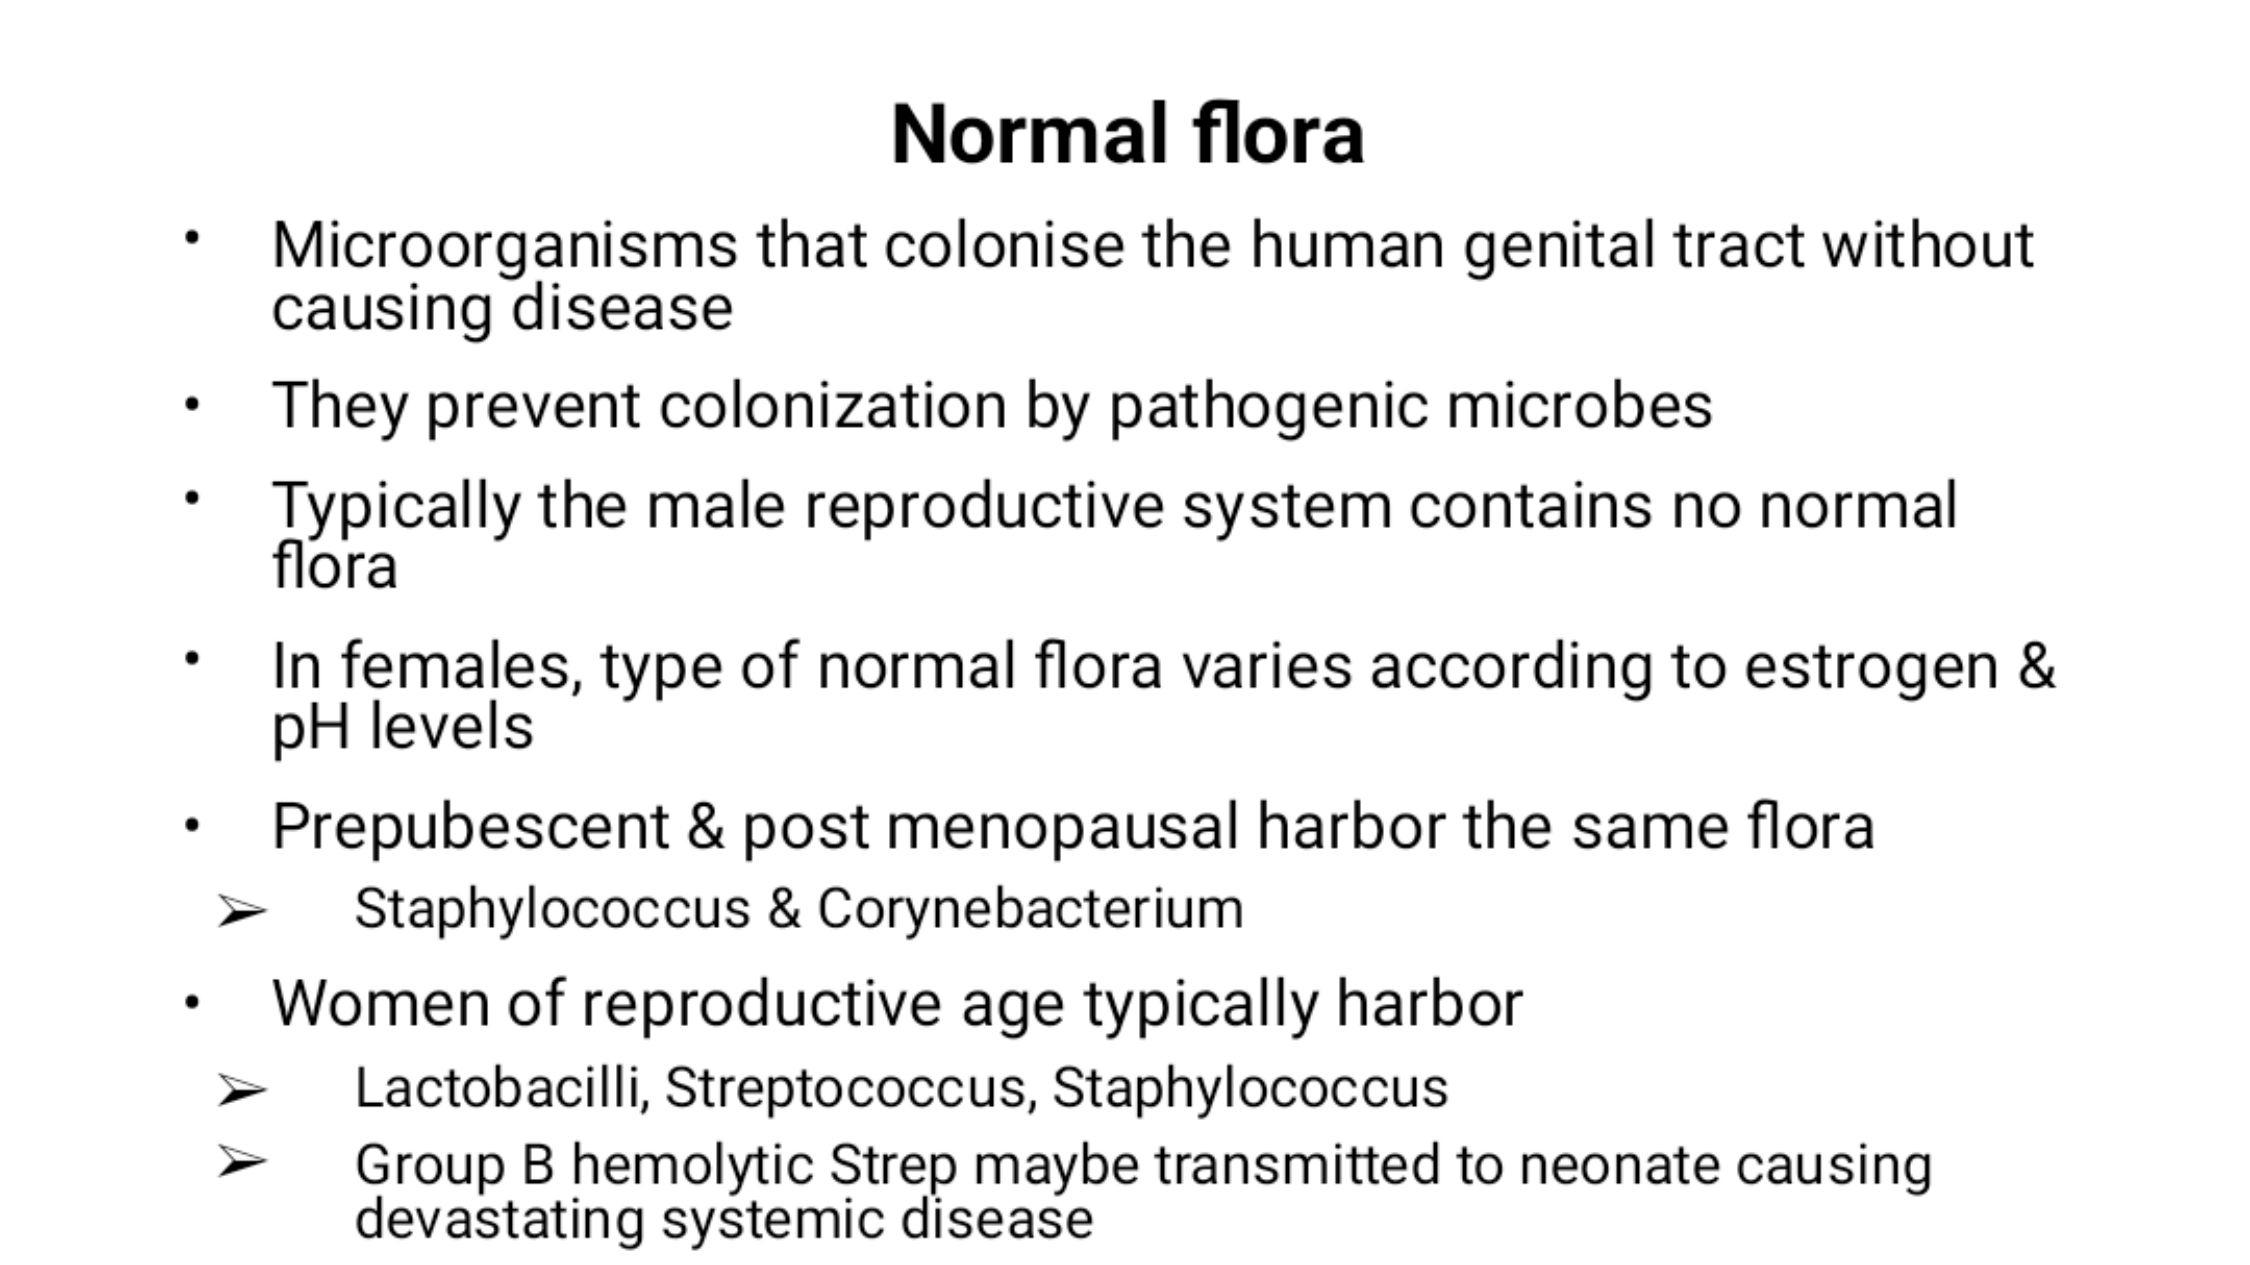 Normal flora
• Microorganisms that colonise the human genital tract without
causing disease
• They prevent colonization by pathogenic microbes
• Typically the male reproductive system contains no normal
flora
• In females, type of normal flora varies according to estrogen &
pH levels
• Prepubescent & post menopausal harbor the same flora
➢ Staphylococcus & Corynebacterium
• Women of reproductive age typically harbor
➢ Lactobacilli, Streptococcus, Staphylococcus
➢ Group B hemolytic Strep maybe transmitted to neonate causing
devastating systemic disease